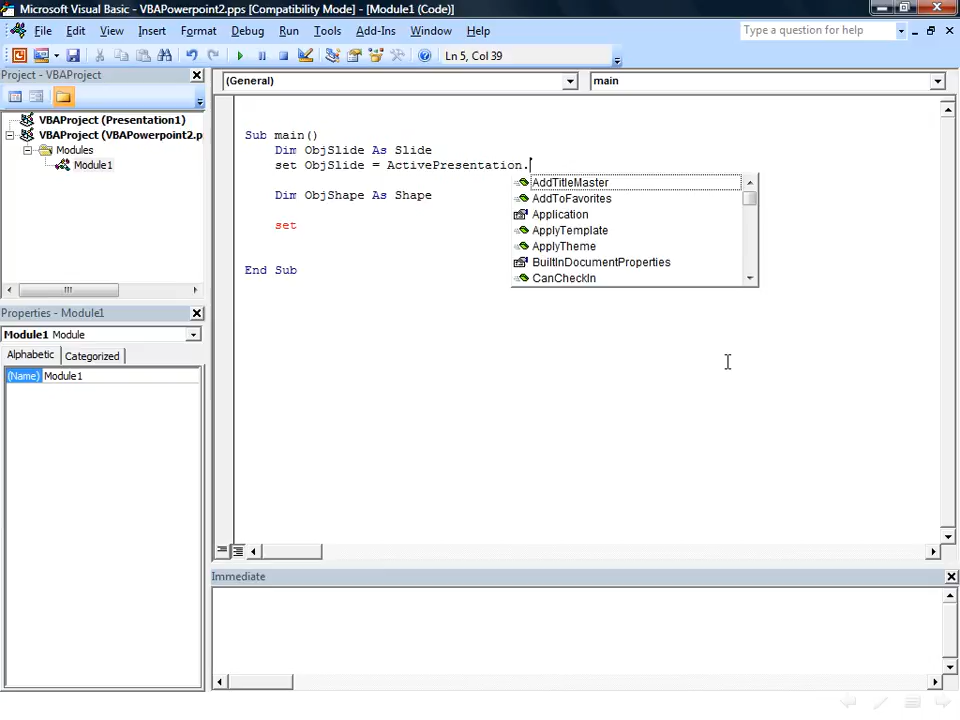 Microsoft Visual Basic - VBAPowerpoint2.pps [Compatibility Mode] - [Module1 (Code)]
File Edit View Insert Format Debug Run Tools Add-Ins Window Help
Type a question for help
Ln 5, Col 39
Project - VBAProject
(General)
main
VBAProject (Presentation1)
VBAProject (VBAPowerpoint2.p
Modules
Module1
Sub main()
Dim ObjSlide As Slide
set ObjSlide = ActivePresentation.
AddTitleMaster
Dim ObjShape As Shape
AddToFavorites
Application
set
ApplyTemplate
ApplyTheme
BuiltInDocumentProperties
End Sub
CanCheckIn
Properties - Module1
Module1 Module
Alphabetic Categorized
(Name) Module1
Immediate